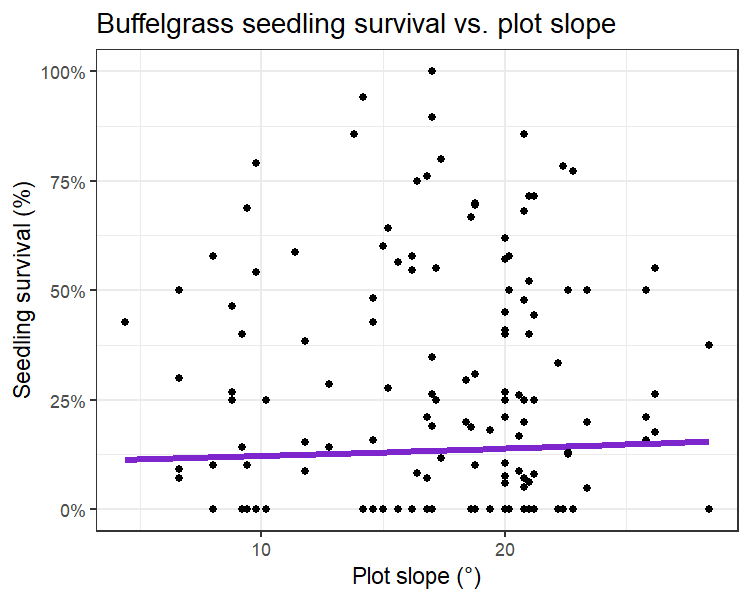 Buffelgrass seedling survival vs. plot slope
Seedling survival (%)
100%
75%
50%
25%
0%
10
20
Plot slope (°)